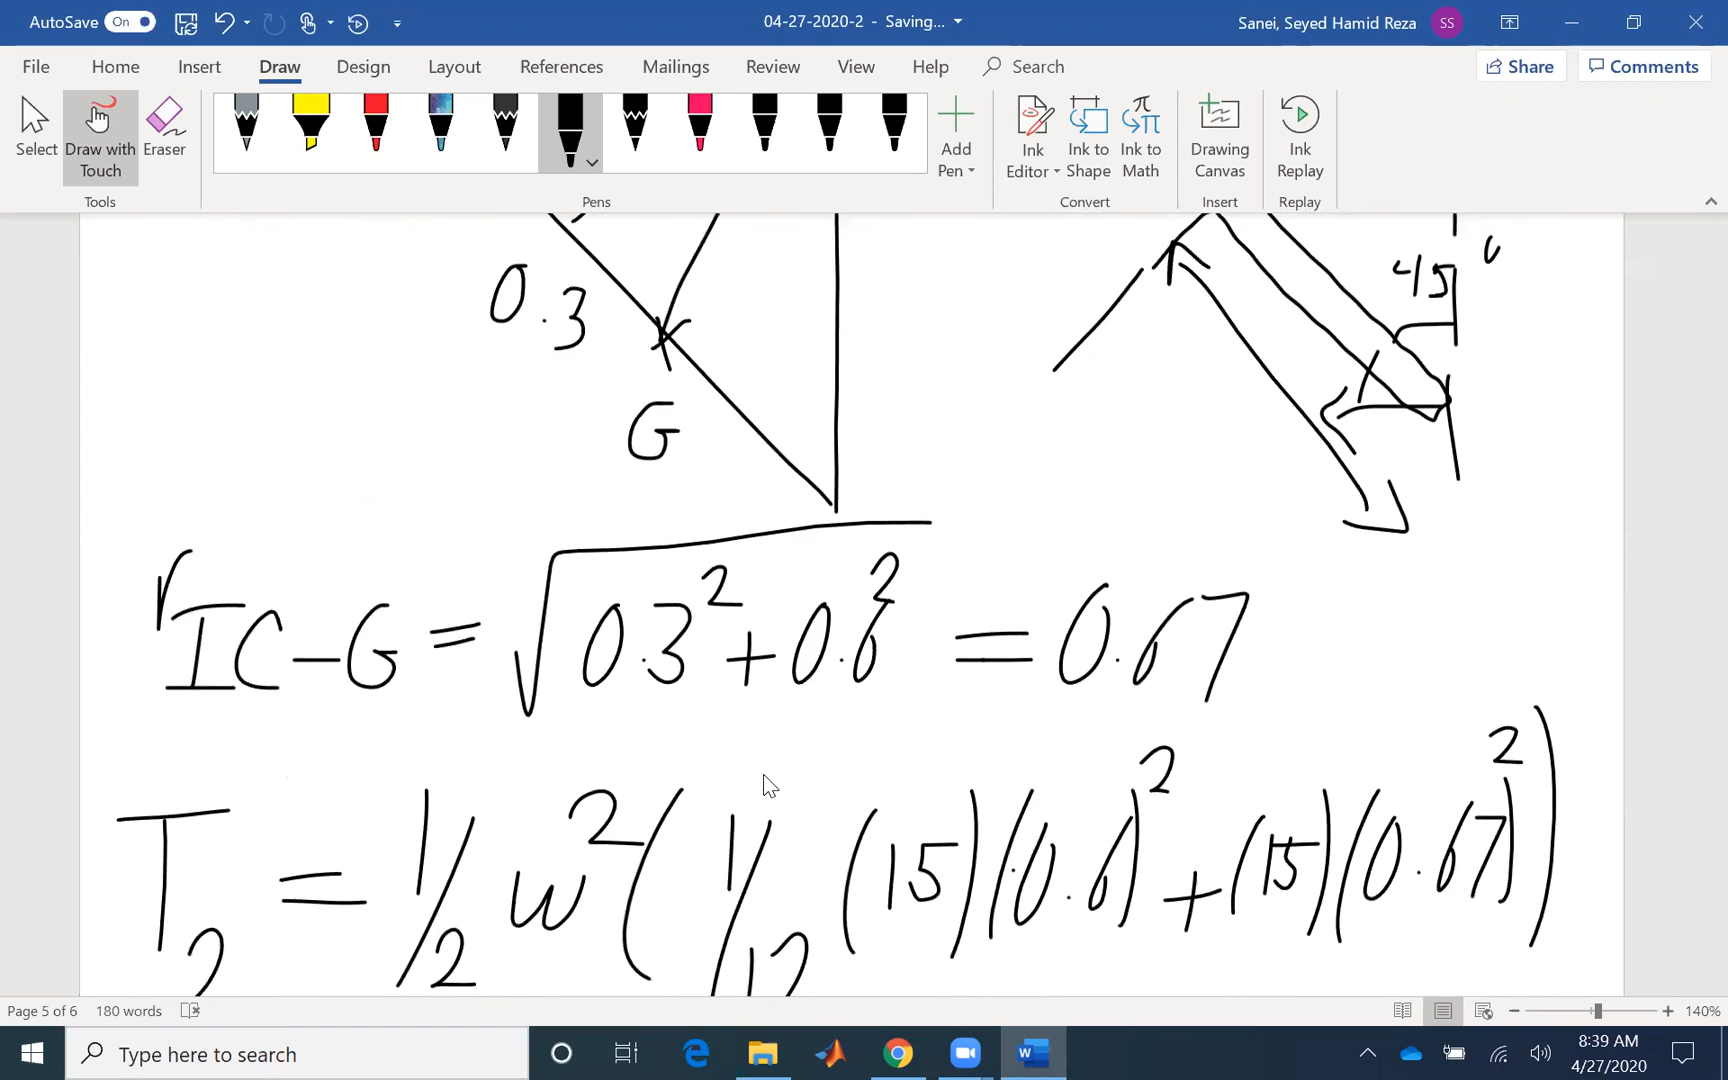 AutoSave On 04-27-2020-2 - Saving... Sanei, Seyed Hamid Reza SS
File Home Insert Draw Design Layout References Mailings Review View Help Search Share Comments
Select Draw with Touch Eraser Add Pen Ink Editor Ink to Shape Ink to Math Drawing Canvas Ink Replay
Tools Pens Convert Insert Replay
0.3
G
45
r IC-G = √0.3² + 0.6² = 0.67
T₂ = 1/2 w² (1/12 (15)(0.6)² + (15)(0.67)²)
Page 5 of 6 180 words 140%
Type here to search 8:39 AM
4/27/2020